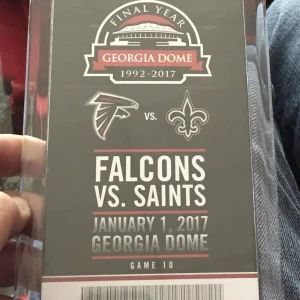 FINAL YEAR
GEORGIA DOME
1992-2017
VS.
FALCONS
VS. SAINTS
JANUARY 1, 2017
GEORGIA DOME
GAME 10